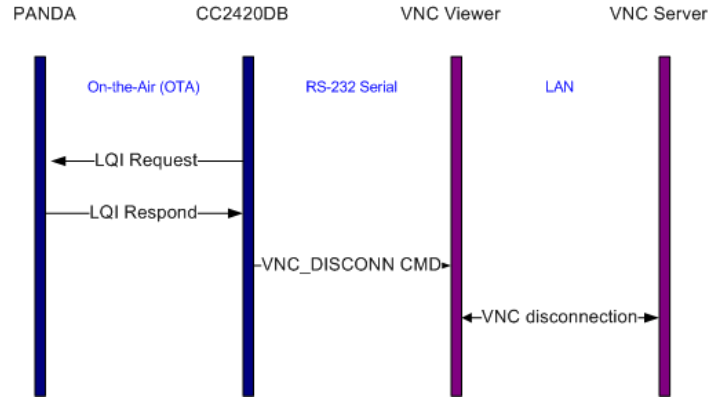 PANDA
CC2420DB
VNC Viewer
VNC Server
On-the-Air (OTA)
RS-232 Serial
LAN
LQI Request
LQI Respond
VNC_DISCONN CMD
VNC disconnection